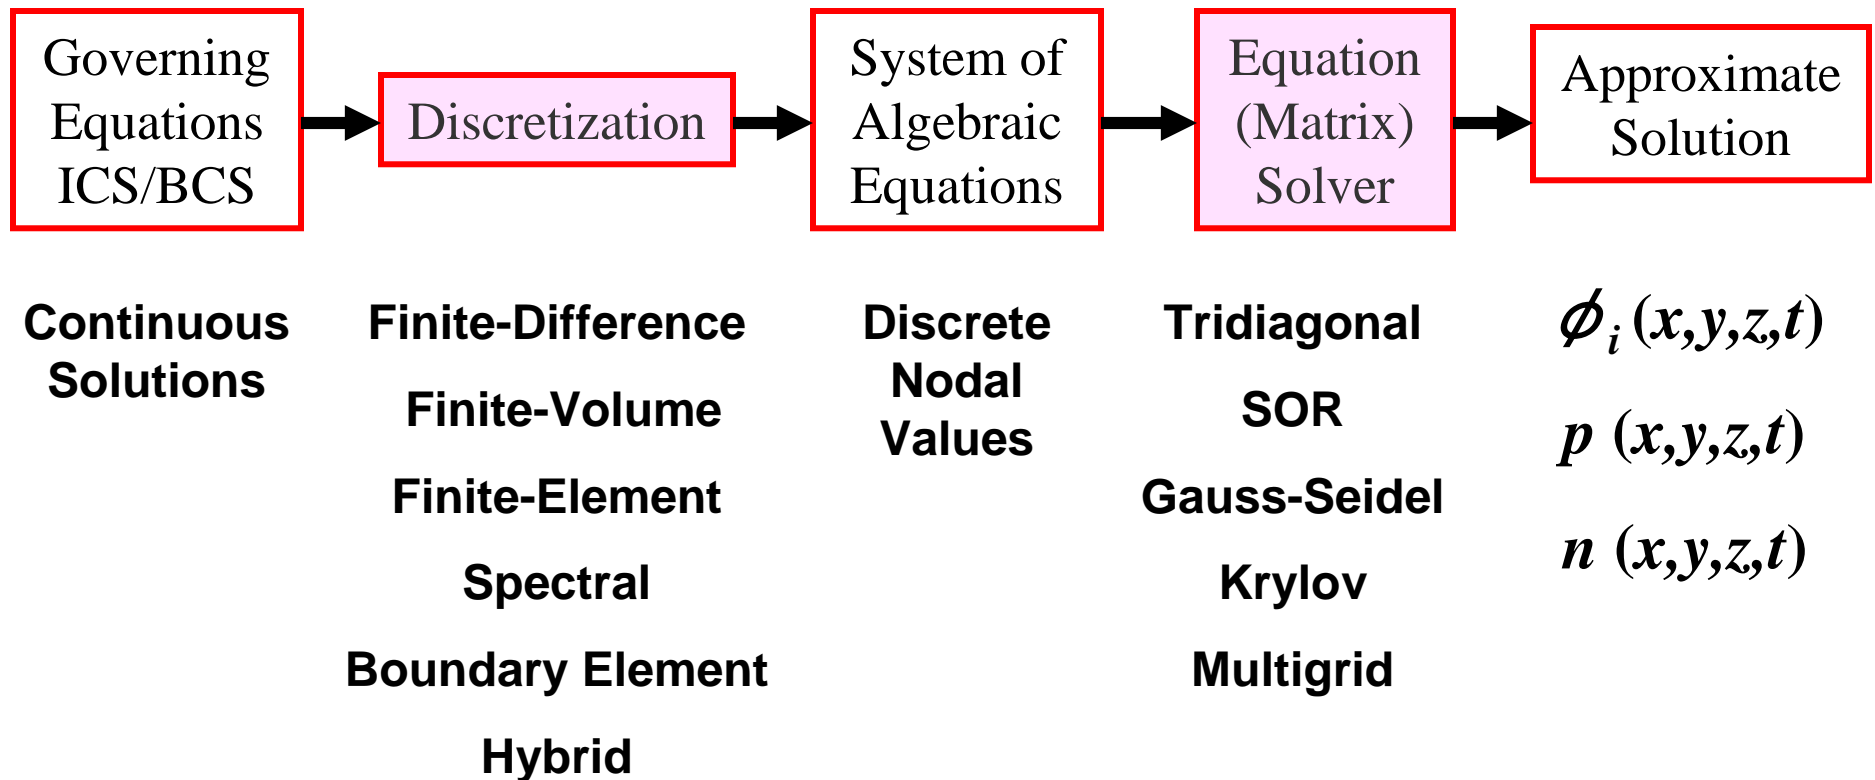 Governing
Equations
ICS/BCS
Discretization
System of
Algebraic
Equations
Equation
(Matrix)
Solver
Approximate
Solution
Continuous
Solutions
Finite-Difference
Finite-Volume
Finite-Element
Spectral
Boundary Element
Hybrid
Discrete
Nodal
Values
Tridiagonal
SOR
Gauss-Seidel
Krylov
Multigrid
ϕᵢ (x,y,z,t)
p (x,y,z,t)
n (x,y,z,t)